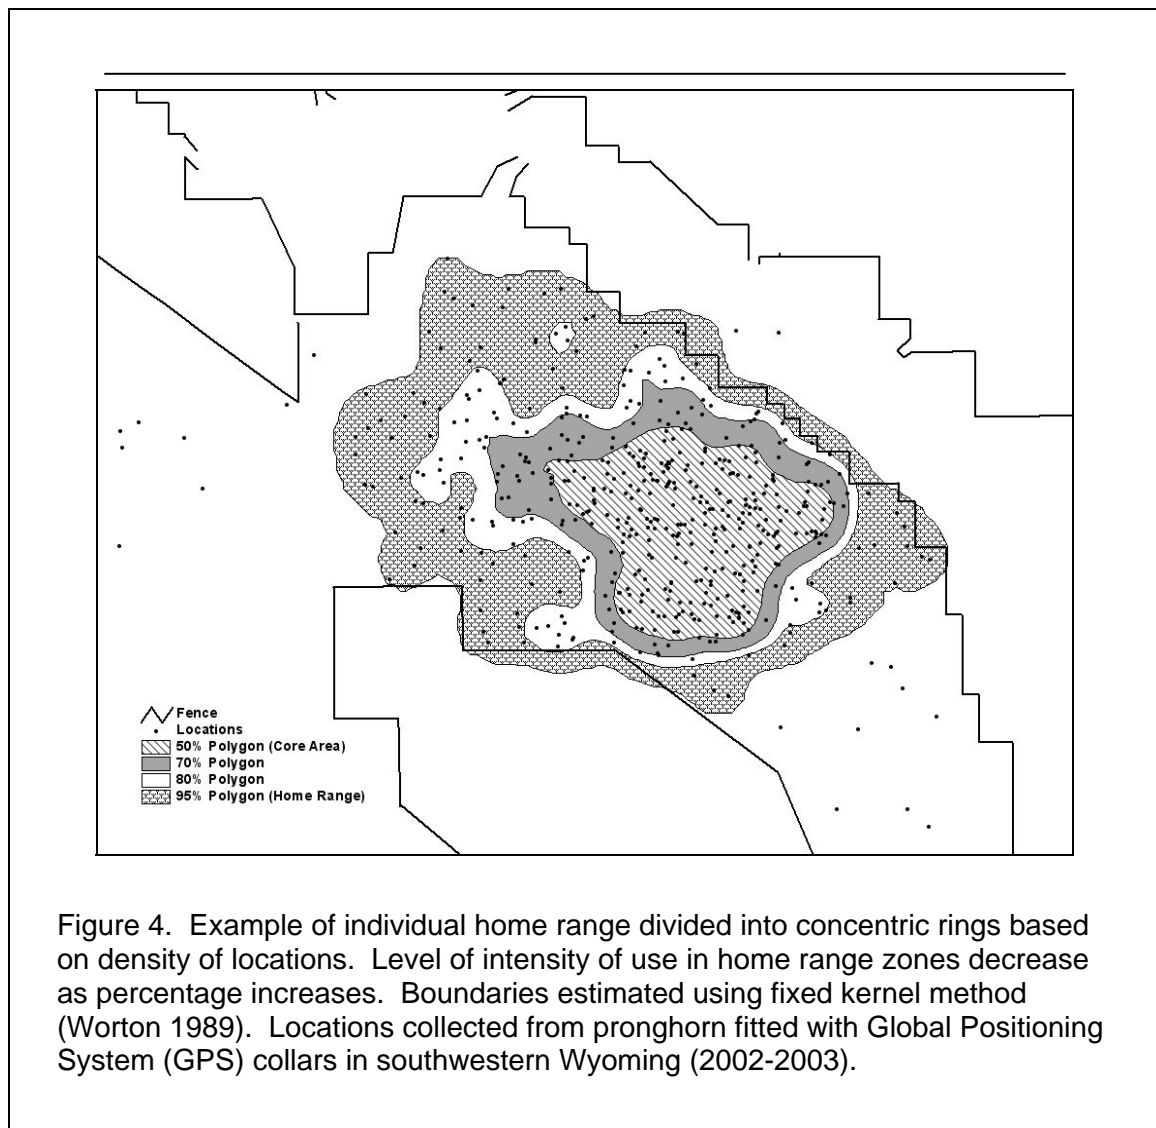 Fence
Locations
50% Polygon (Core Area)
70% Polygon
80% Polygon
95% Polygon (Home Range)
Figure 4.  Example of individual home range divided into concentric rings based
on density of locations.  Level of intensity of use in home range zones decrease
as percentage increases.  Boundaries estimated using fixed kernel method
(Worton 1989).  Locations collected from pronghorn fitted with Global Positioning
System (GPS) collars in southwestern Wyoming (2002-2003).